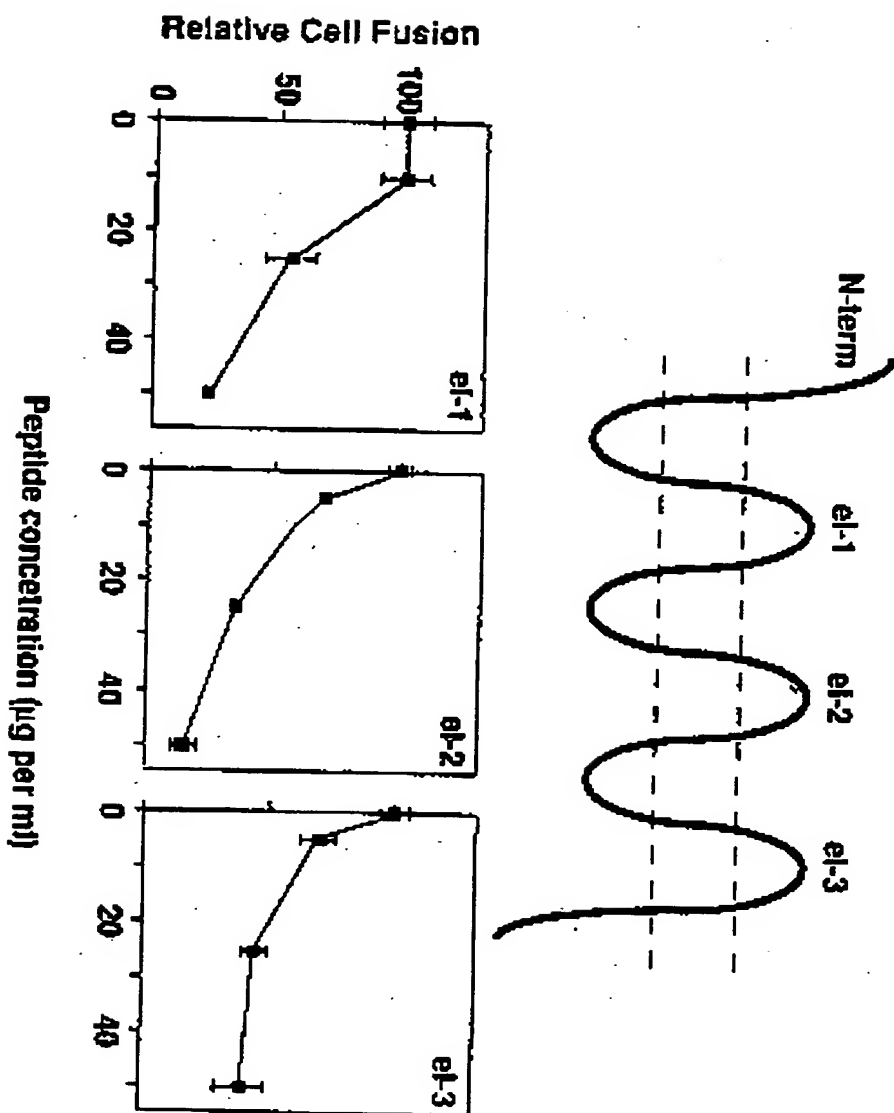 N-term el-1 el-2 el-3
Relative Cell Fusion
100
50
0
el-1
el-2
el-3
0 20 40
0 20 40
0 20 40
Peptide concetration (µg per ml)